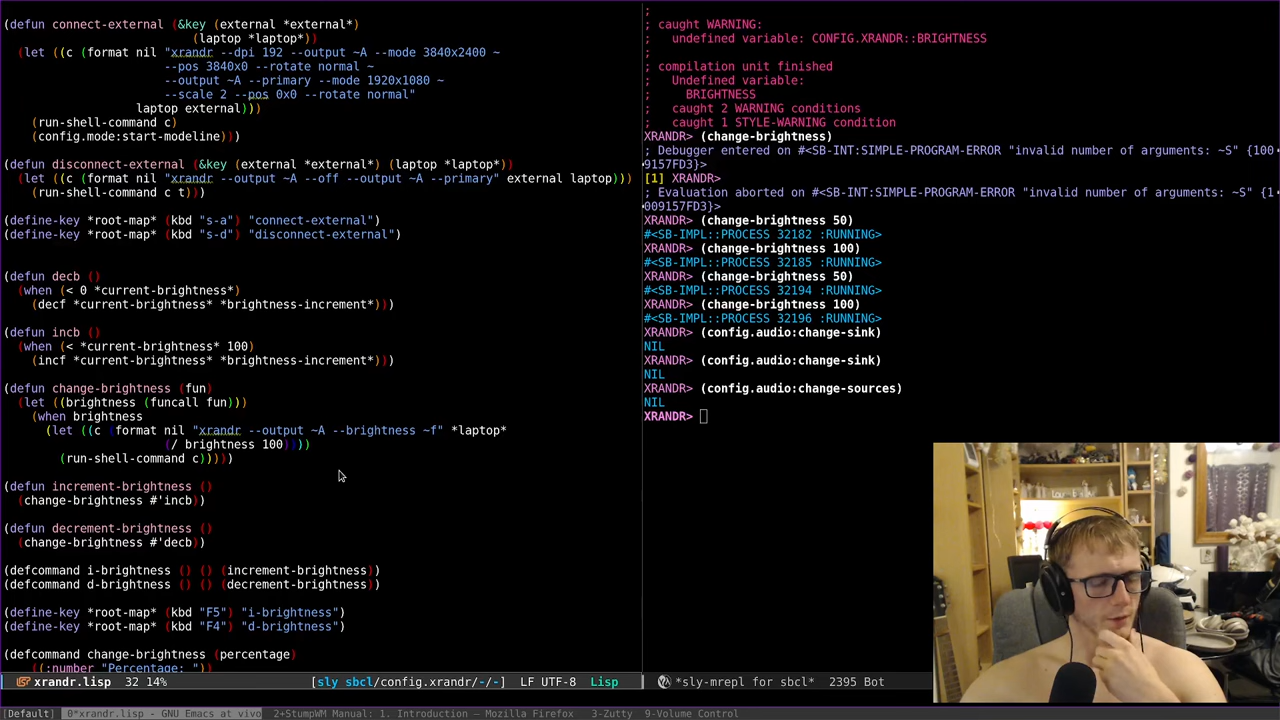 (defun connect-external (&key (external *external*)
(laptop *laptop*))
(let ((c (format nil "xrandr --dpi 192 --output ~A --mode 3840x2400 ~
--pos 3840x0 --rotate normal ~
--output ~A --primary --mode 1920x1080 ~
--scale 2 --pos 0x0 --rotate normal"
laptop external)))
(run-shell-command c)
(config.mode:start-modeline)))
(defun disconnect-external (&key (external *external*) (laptop *laptop*))
(let ((c (format nil "xrandr --output ~A --off --output ~A --primary" external laptop)))
(run-shell-command c t)))
(define-key *root-map* (kbd "s-a") "connect-external")
(define-key *root-map* (kbd "s-d") "disconnect-external")
(defun decb ()
(when (< 0 *current-brightness*)
(decf *current-brightness* *brightness-increment*)))
(defun incb ()
(when (< *current-brightness* 100)
(incf *current-brightness* *brightness-increment*)))
(defun change-brightness (fun)
(let ((brightness (funcall fun)))
(when brightness
(let ((c (format nil "xrandr --output ~A --brightness ~f" *laptop*
(/ brightness 100))))
(run-shell-command c)))))
(defun increment-brightness ()
(change-brightness #'incb))
(defun decrement-brightness ()
(change-brightness #'decb))
(defcommand i-brightness () () (increment-brightness))
(defcommand d-brightness () () (decrement-brightness))
(define-key *root-map* (kbd "F5") "i-brightness")
(define-key *root-map* (kbd "F4") "d-brightness")
(defcommand change-brightness (percentage)
((:number "Percentage: "))
xrandr.lisp 32 14% [sly sbcl/config.xrandr/-/-] LF UTF-8 Lisp
;
; caught WARNING:
; undefined variable: CONFIG.XRANDR::BRIGHTNESS
;
; compilation unit finished
; Undefined variable:
; BRIGHTNESS
; caught 2 WARNING conditions
; caught 1 STYLE-WARNING condition
XRANDR> (change-brightness)
; Debugger entered on #<SB-INT:SIMPLE-PROGRAM-ERROR "invalid number of arguments: ~S" {100
9157FD3}>
[1] XRANDR>
; Evaluation aborted on #<SB-INT:SIMPLE-PROGRAM-ERROR "invalid number of arguments: ~S" {1
009157FD3}>
XRANDR> (change-brightness 50)
#<SB-IMPL::PROCESS 32182 :RUNNING>
XRANDR> (change-brightness 100)
#<SB-IMPL::PROCESS 32185 :RUNNING>
XRANDR> (change-brightness 50)
#<SB-IMPL::PROCESS 32194 :RUNNING>
XRANDR> (change-brightness 100)
#<SB-IMPL::PROCESS 32196 :RUNNING>
XRANDR> (config.audio:change-sink)
NIL
XRANDR> (config.audio:change-sink)
NIL
XRANDR> (config.audio:change-sources)
NIL
XRANDR>
*sly-mrepl for sbcl* 2395 Bot
[Default] 0*xrandr.lisp - GNU Emacs at vivo 2+StumpWM Manual: 1. Introduction — Mozilla Firefox 3-Zutty 9-Volume Control